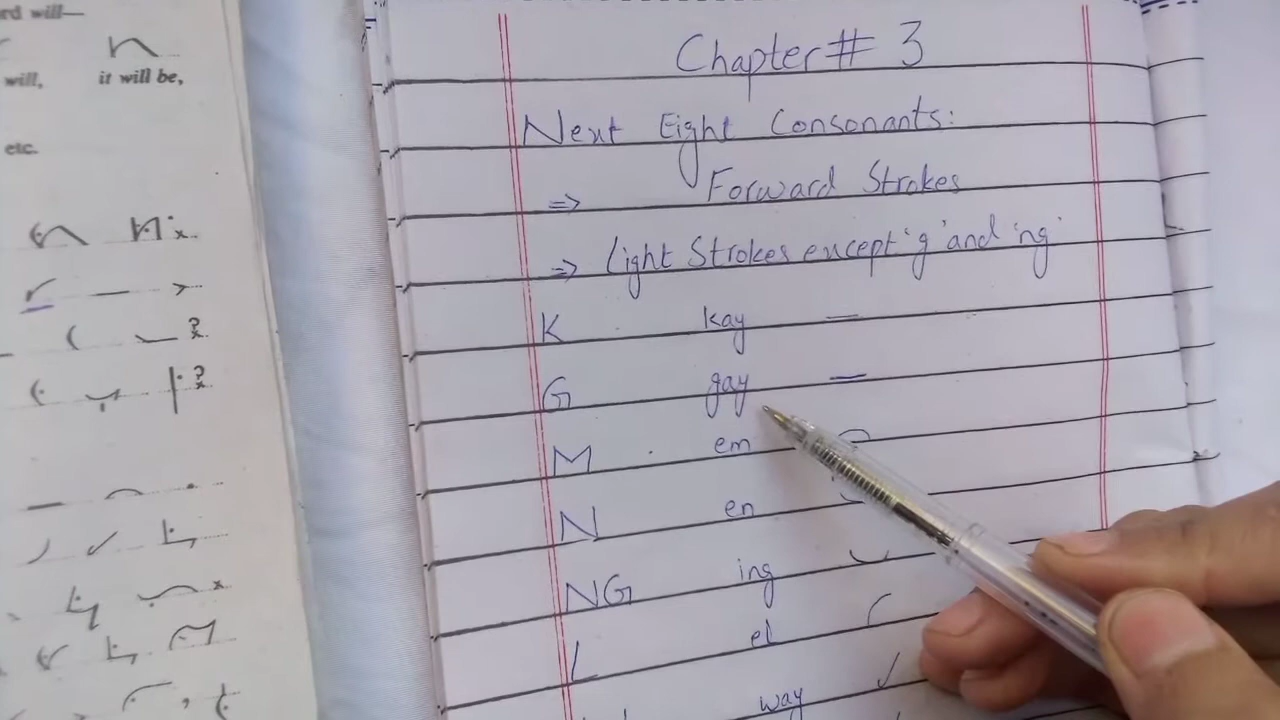 rd will—
will, it will be,
etc.
Chapter # 3
Next Eight Consonants:
⇒ Forward Strokes
⇒ Light Strokes except 'g' and 'ng'
K kay
G gay
M em
N en
NG ing
L el
way